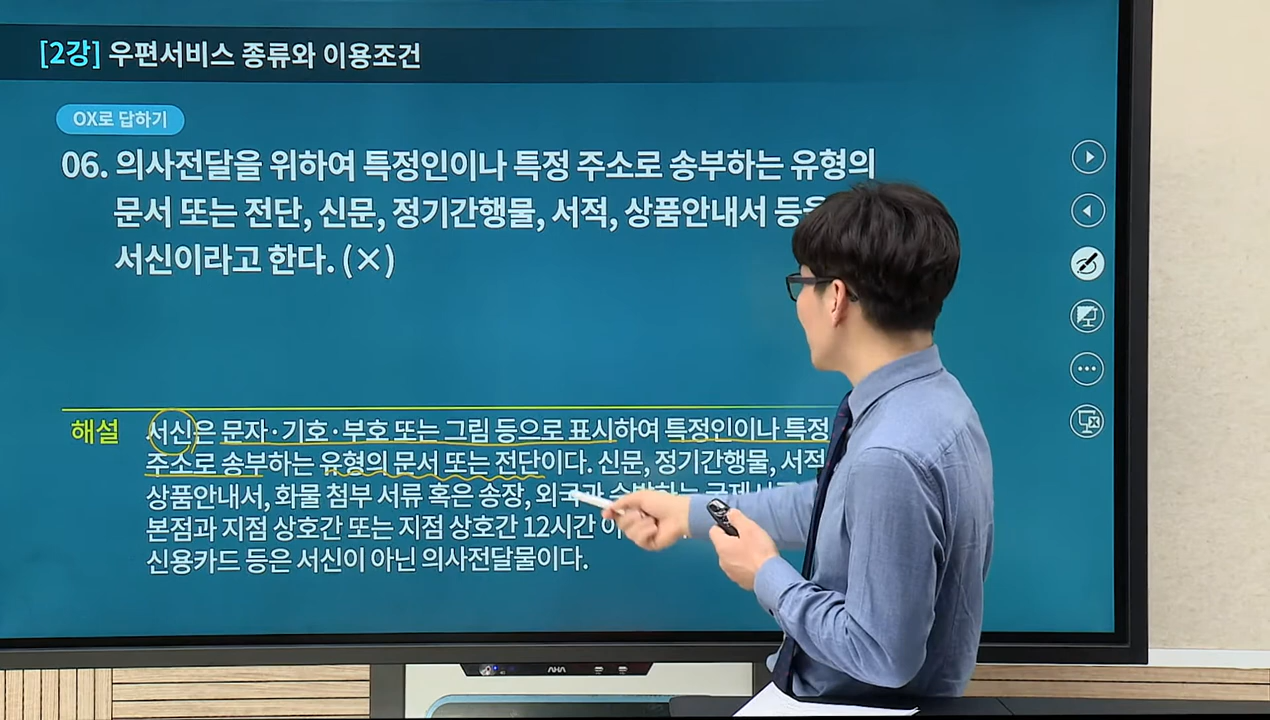 [2강] 우편서비스 종류와 이용조건
OX로 답하기
06. 의사전달을 위하여 특정인이나 특정 주소로 송부하는 유형의
문서 또는 전단, 신문, 정기간행물, 서적, 상품안내서
서신이라고 한다. (×)
해설 서신은 문자·기호·부호 또는 그림 등으로 표시하여 특정인이나 특정
주소로 송부하는 유형의 문서 또는 전단이다. 신문, 정기간행물, 서적
상품안내서, 화물 첨부 서류 혹은 송장,
본점과 지점 상호간 또는 지점 상호간 12시간
신용카드 등은 서신이 아닌 의사전달물이다.
AHA